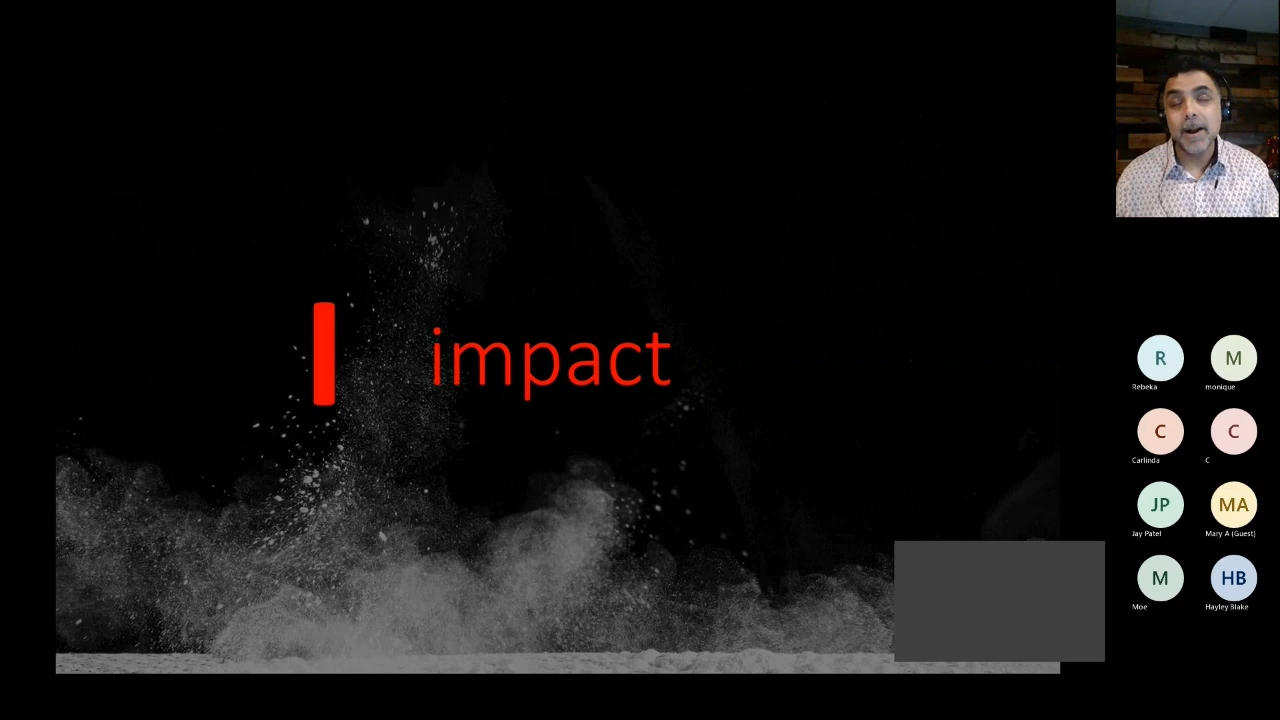 impact
R
M
Rebeka
monique
C
C
Carlinda
C
JP
MA
Jay Patel
Mary A (Guest)
M
HB
Moe
Hayley Blake